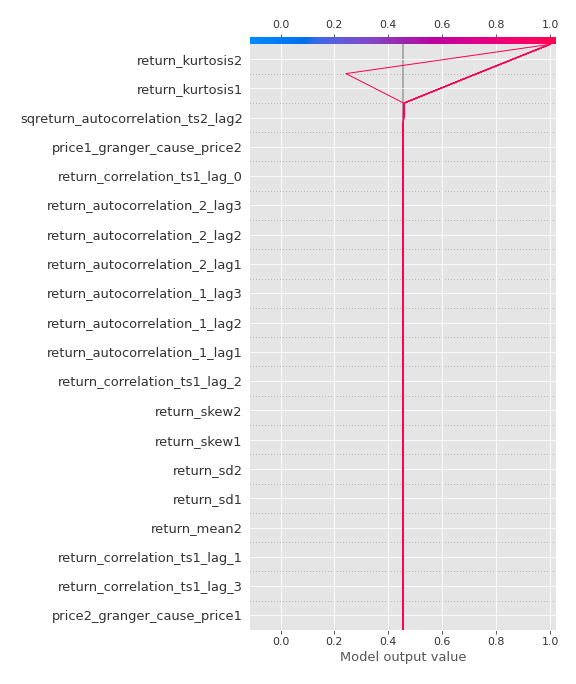 0.0 0.2 0.4 0.6 0.8 1.0
return_kurtosis2
return_kurtosis1
sqreturn_autocorrelation_ts2_lag2
price1_granger_cause_price2
return_correlation_ts1_lag_0
return_autocorrelation_2_lag3
return_autocorrelation_2_lag2
return_autocorrelation_2_lag1
return_autocorrelation_1_lag3
return_autocorrelation_1_lag2
return_autocorrelation_1_lag1
return_correlation_ts1_lag_2
return_skew2
return_skew1
return_sd2
return_sd1
return_mean2
return_correlation_ts1_lag_1
return_correlation_ts1_lag_3
price2_granger_cause_price1
0.0 0.2 0.4 0.6 0.8 1.0
Model output value